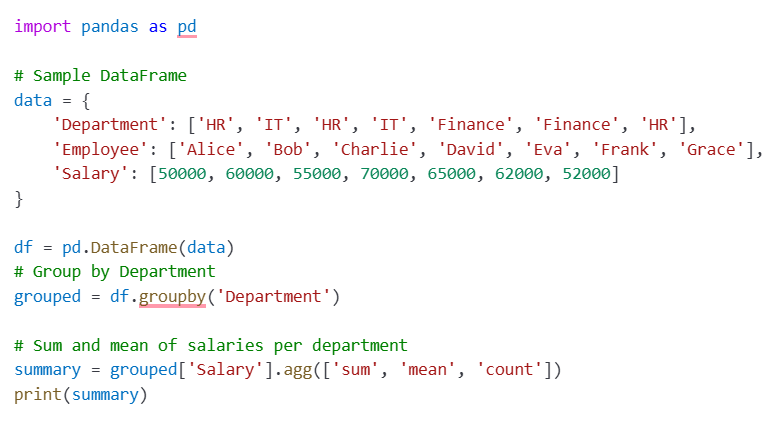 import pandas as pd
# Sample DataFrame
data = {
    'Department': ['HR', 'IT', 'HR', 'IT', 'Finance', 'Finance', 'HR'],
    'Employee': ['Alice', 'Bob', 'Charlie', 'David', 'Eva', 'Frank', 'Grace'],
    'Salary': [50000, 60000, 55000, 70000, 65000, 62000, 52000]
}
df = pd.DataFrame(data)
# Group by Department
grouped = df.groupby('Department')
# Sum and mean of salaries per department
summary = grouped['Salary'].agg(['sum', 'mean', 'count'])
print(summary)